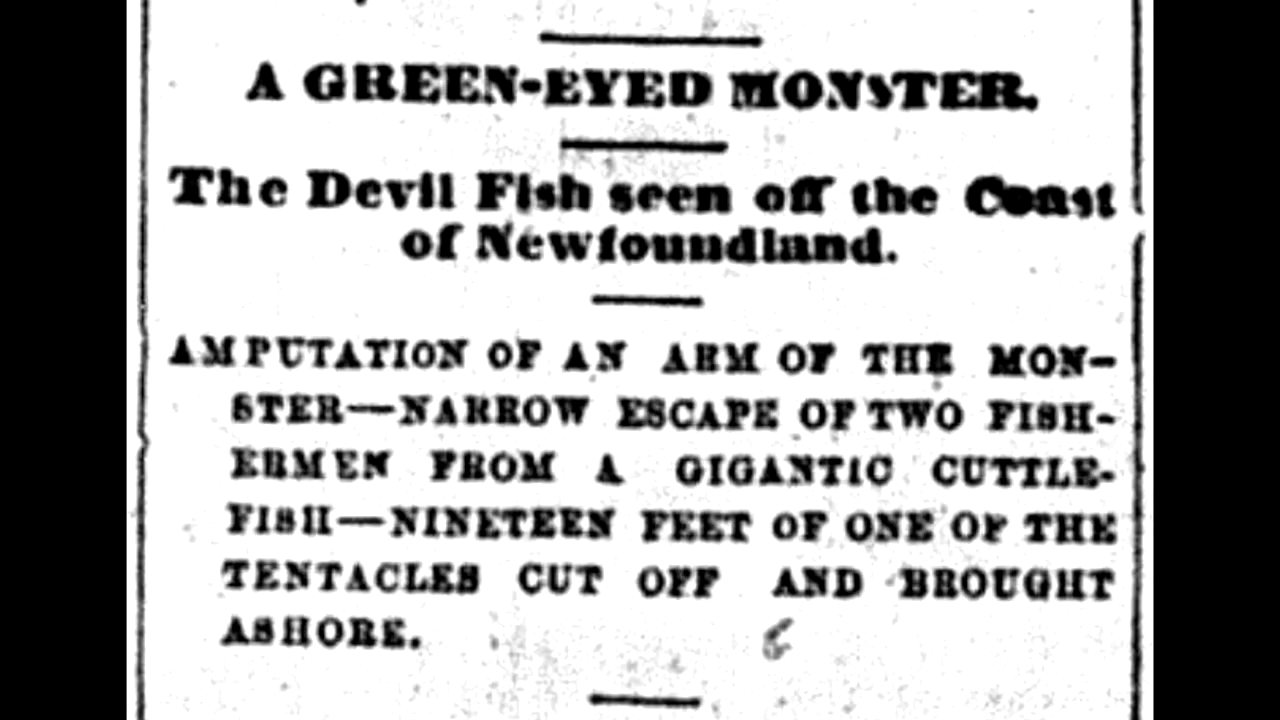 A GREEN-EYED MONSTER.
The Devil Fish seen off the Coast
of Newfoundland.
AMPUTATION OF AN ARM OF THE MON-
STER—NARROW ESCAPE OF TWO FISH-
ERMEN FROM A GIGANTIC CUTTLE-
FISH—NINETEEN FEET OF ONE OF THE
TENTACLES CUT OFF AND BROUGHT
ASHORE.